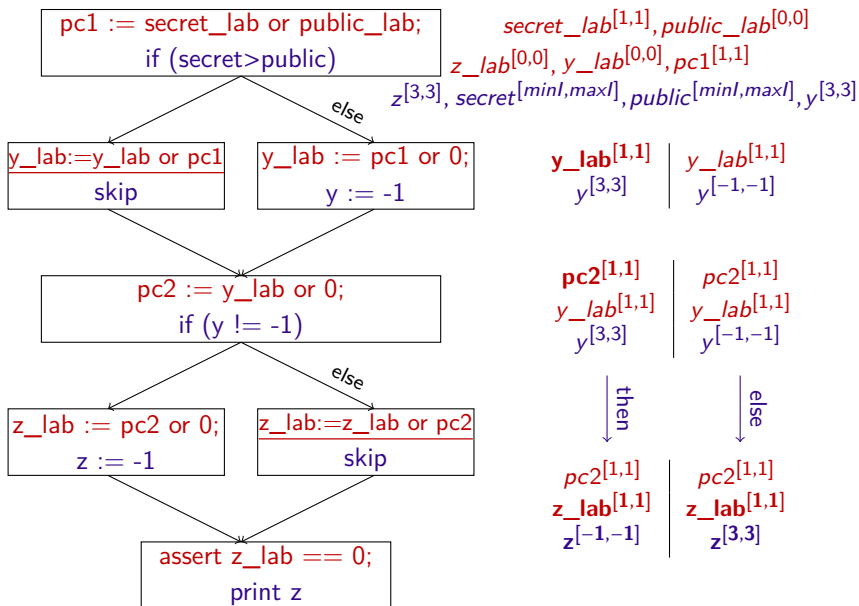 pc1 := secret_lab or public_lab;
if (secret>public)
secret_lab[1,1], public_lab[0,0]
z_lab[0,0], y_lab[0,0], pc1[1,1]
z[3,3], secret[minI,maxI], public[minI,maxI], y[3,3]
else
y_lab:=y_lab or pc1
skip
y_lab := pc1 or 0;
y := -1
y_lab[1,1] y_lab[1,1]
y[3,3] y[−1,−1]
pc2 := y_lab or 0;
if (y != -1)
pc2[1,1] pc2[1,1]
y_lab[1,1] y_lab[1,1]
y[3,3] y[−1,−1]
else
then
else
z_lab := pc2 or 0;
z := -1
z_lab:=z_lab or pc2
skip
pc2[1,1] pc2[1,1]
z_lab[1,1] z_lab[1,1]
z[−1,−1] z[3,3]
assert z_lab == 0;
print z